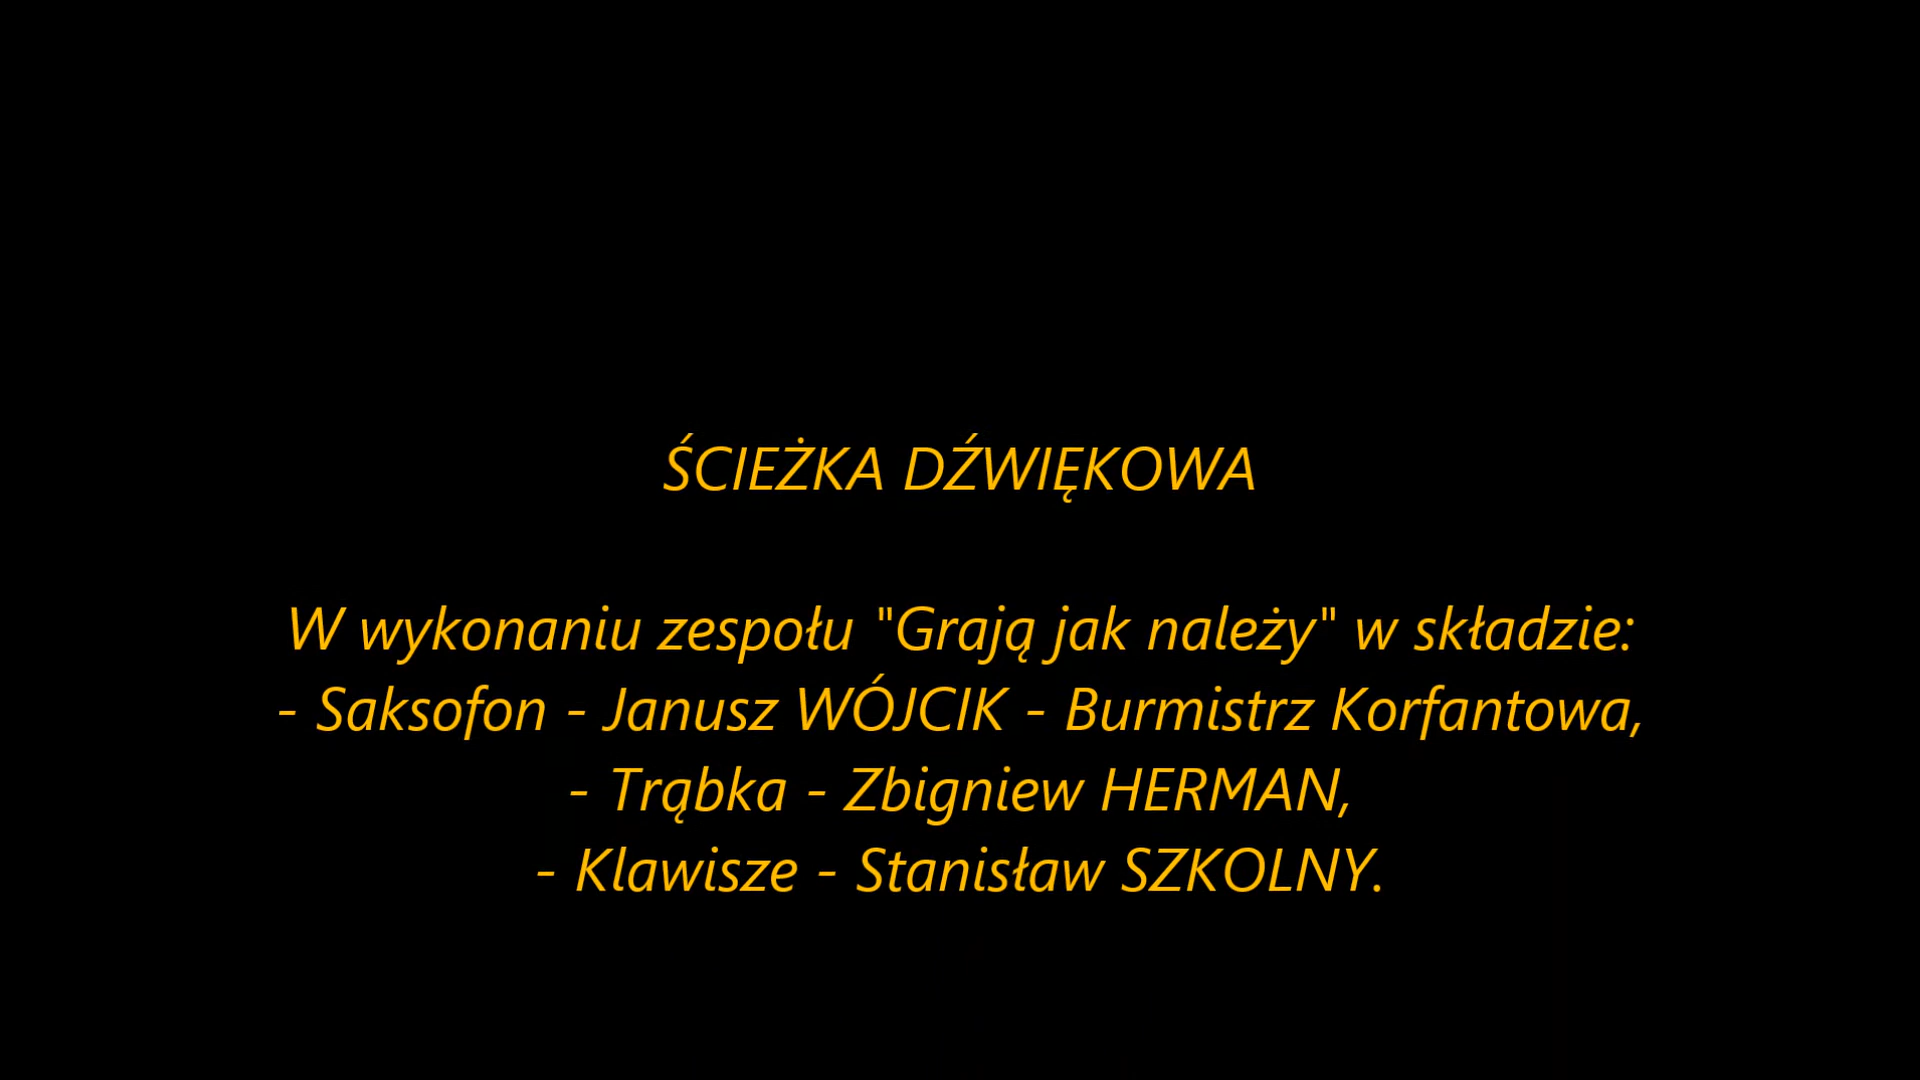 ŚCIEŻKA DŹWIĘKOWA
W wykonaniu zespołu "Grają jak należy" w składzie:
- Saksofon - Janusz WÓJCIK - Burmistrz Korfantowa,
- Trąbka - Zbigniew HERMAN,
- Klawisze - Stanisław SZKOLNY.